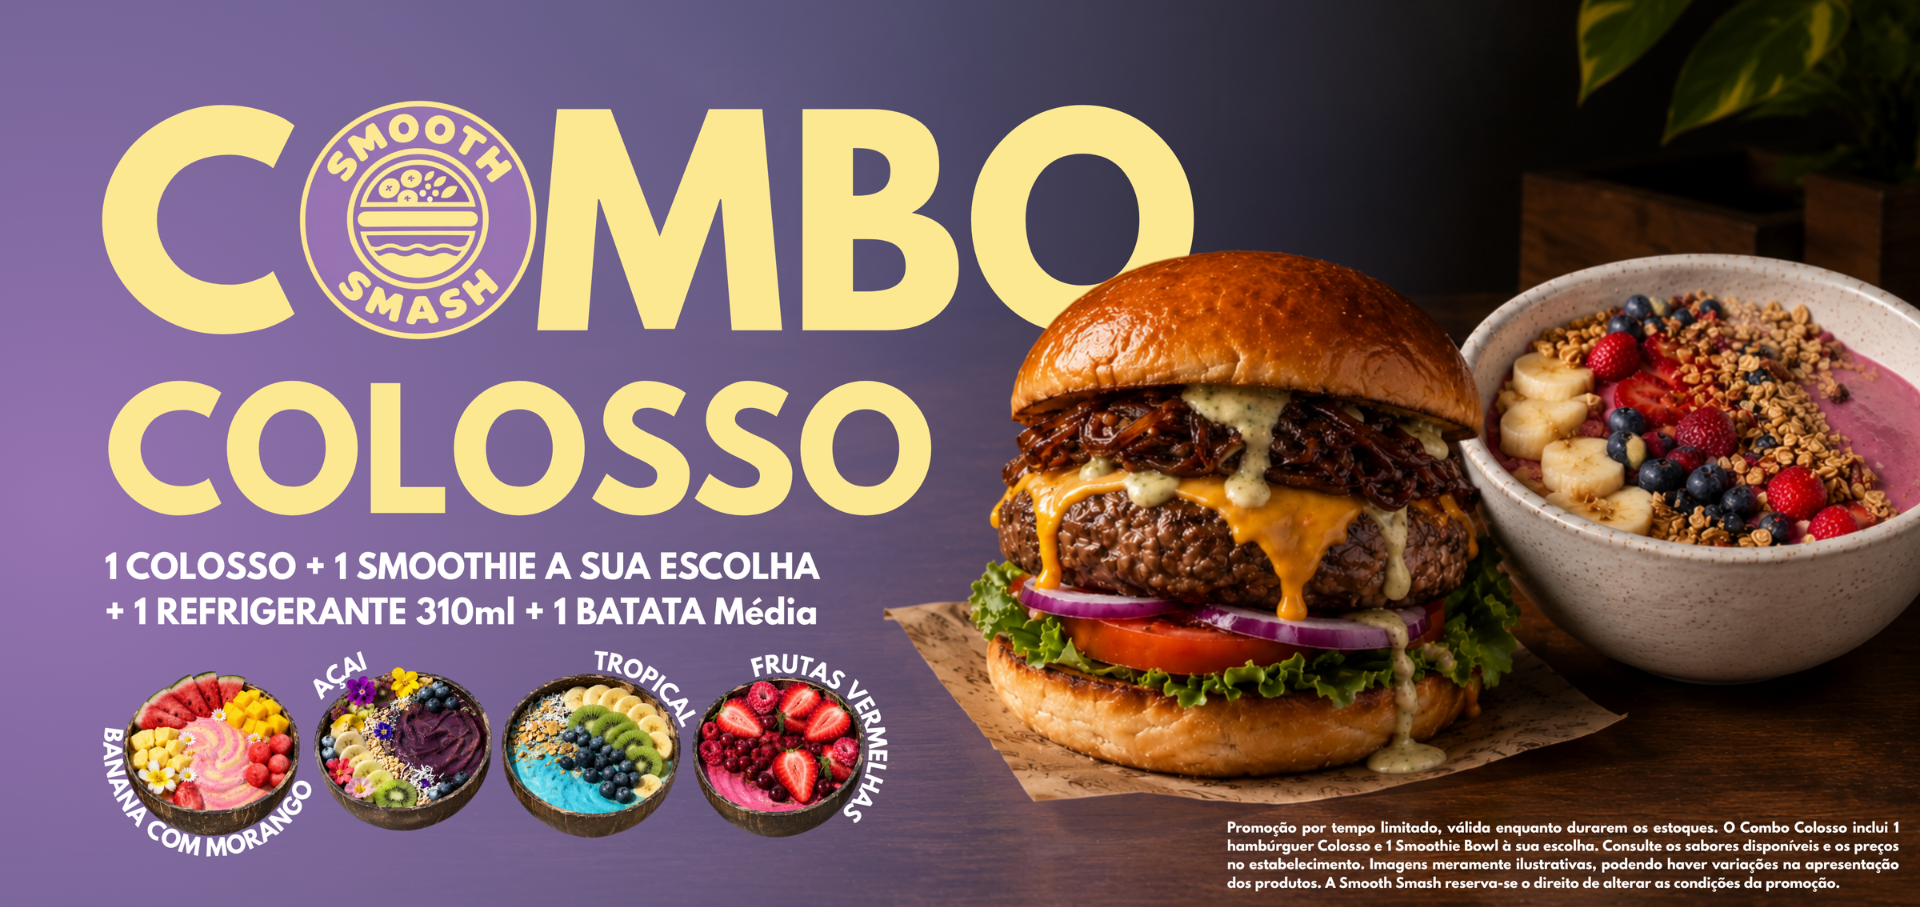 COMBO
SMOOTH
SMASH
COLOSSO
1 COLOSSO + 1 SMOOTHIE A SUA ESCOLHA
+ 1 REFRIGERANTE 310ml + 1 BATATA Média
BANANA COM MORANGO
AÇAI
TROPICAL
FRUTAS VERMELHAS
Promoção por tempo limitado, válida enquanto durarem os estoques. O Combo Colosso inclui 1
hambúrguer Colosso e 1 Smoothie Bowl à sua escolha. Consulte os sabores disponíveis e os preços
no estabelecimento. Imagens meramente ilustrativas, podendo haver variações na apresentação
dos produtos. A Smooth Smash reserva-se o direito de alterar as condições da promoção.